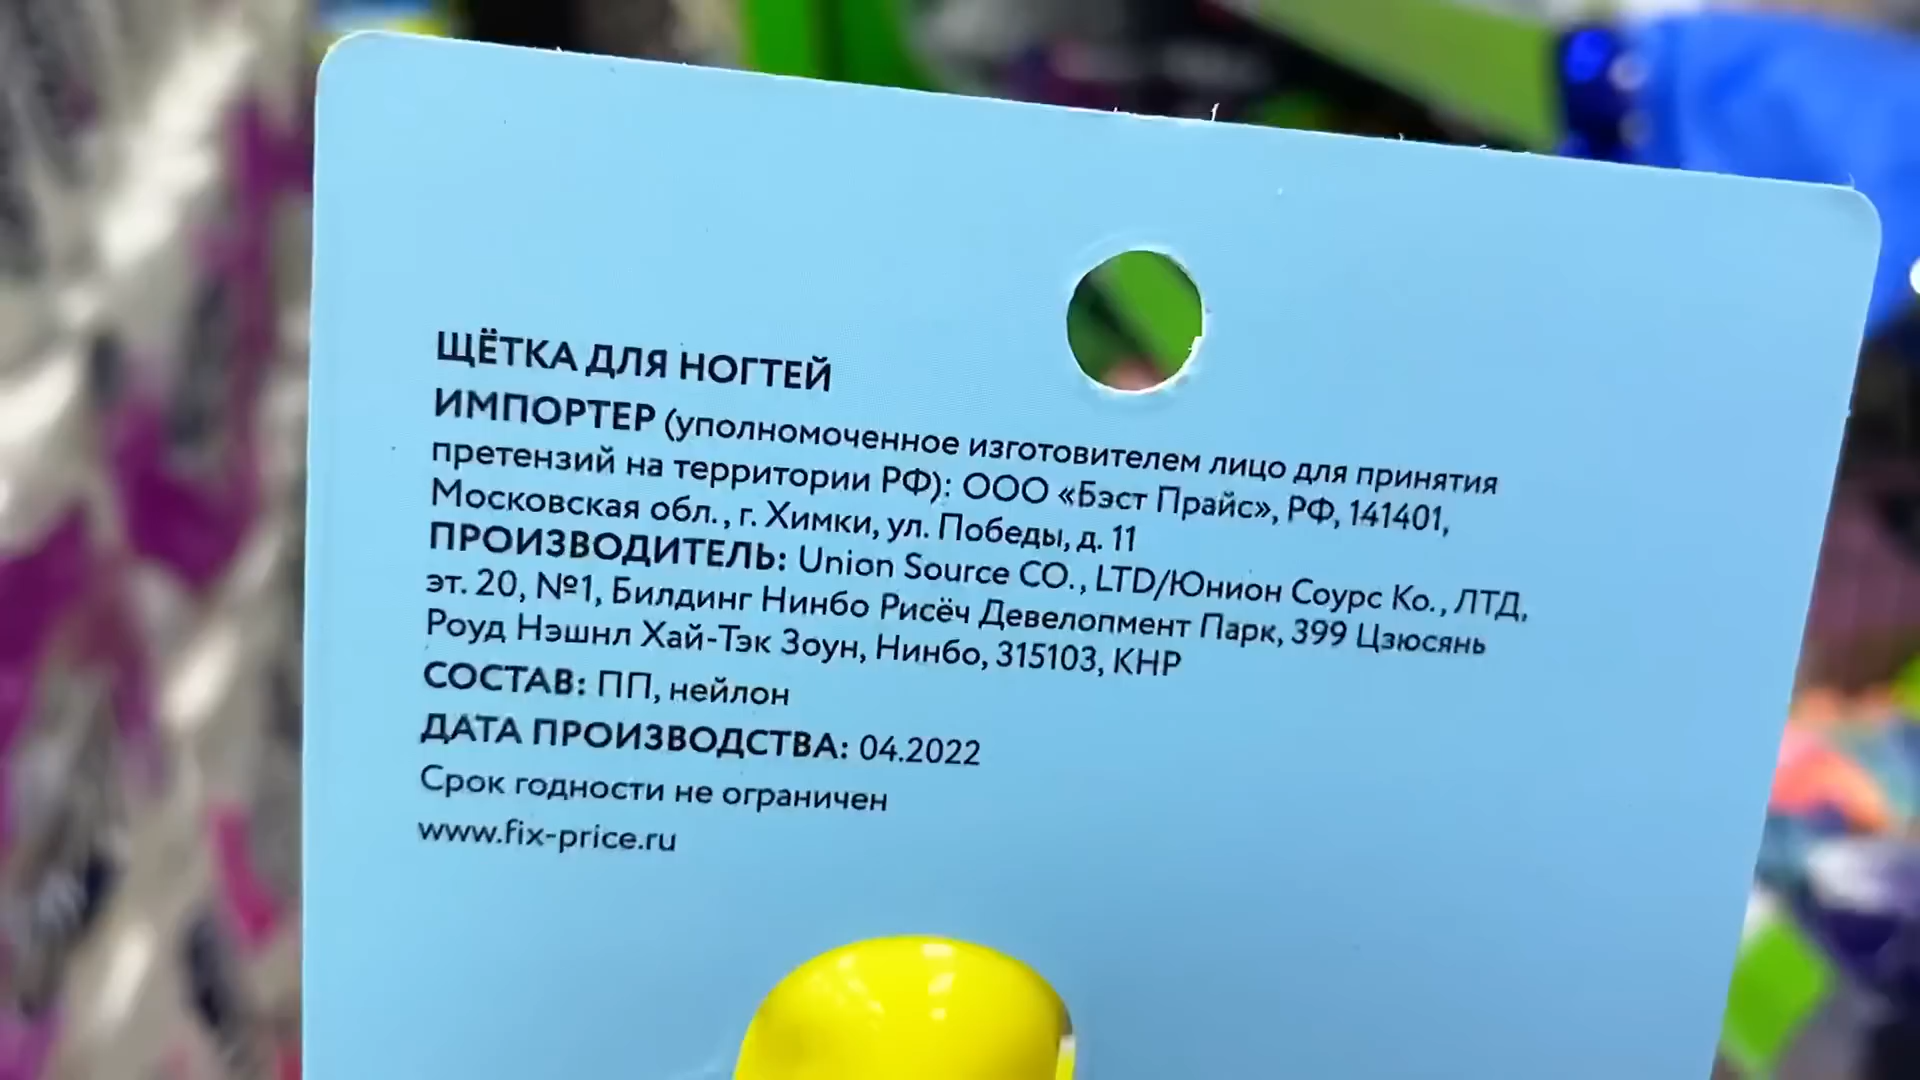 ЩЁТКА ДЛЯ НОГТЕЙ
ИМПОРТЕР (уполномоченное изготовителем лицо для принятия
претензий на территории РФ): ООО «Бэст Прайс», РФ, 141401,
Московская обл., г. Химки, ул. Победы, д. 11
ПРОИЗВОДИТЕЛЬ: Union Source CO., LTD/Юнион Соурс Ко., ЛТД,
эт. 20, №1, Билдинг Нинбо Рисёч Девелопмент Парк, 399 Цзюсянь
Роуд Нэшнл Хай-Тэк Зоун, Нинбо, 315103, КНР
СОСТАВ: ПП, нейлон
ДАТА ПРОИЗВОДСТВА: 04.2022
Срок годности не ограничен
www.fix-price.ru